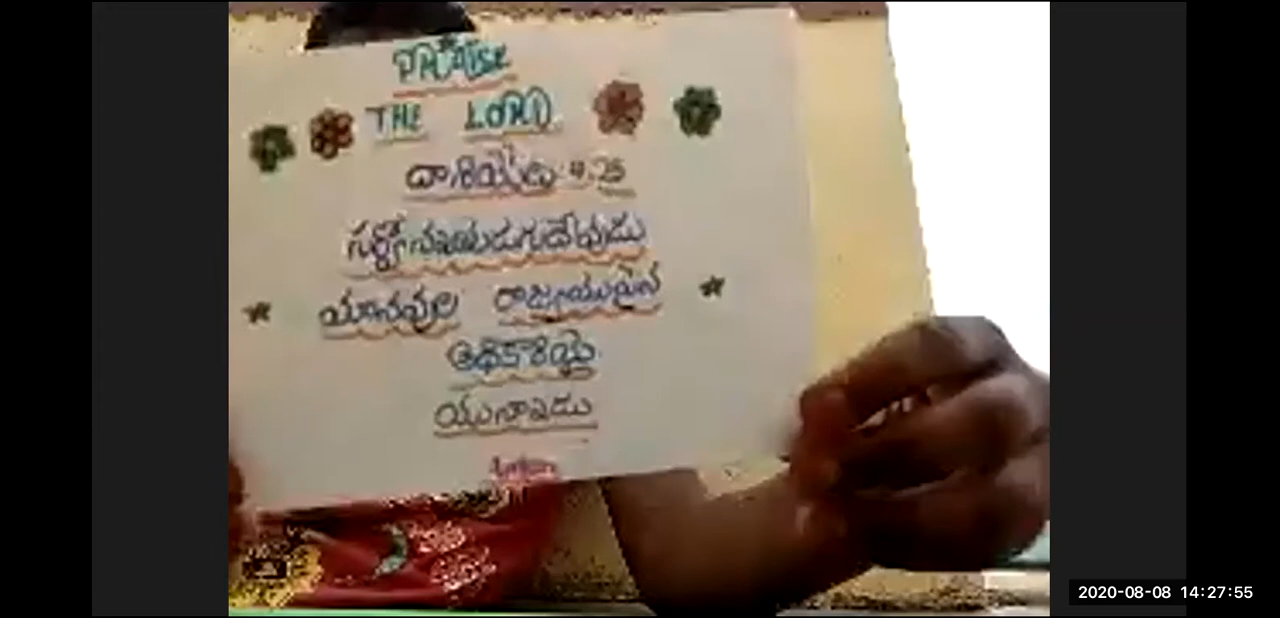 PRAISE
THE LORD
దానియేలు 4:25
సర్వోన్నతుడగుదేవుడు
మానవుల రాజ్యముపైన
అధికారియై
యున్నాడు
2020-08-08 14:27:55